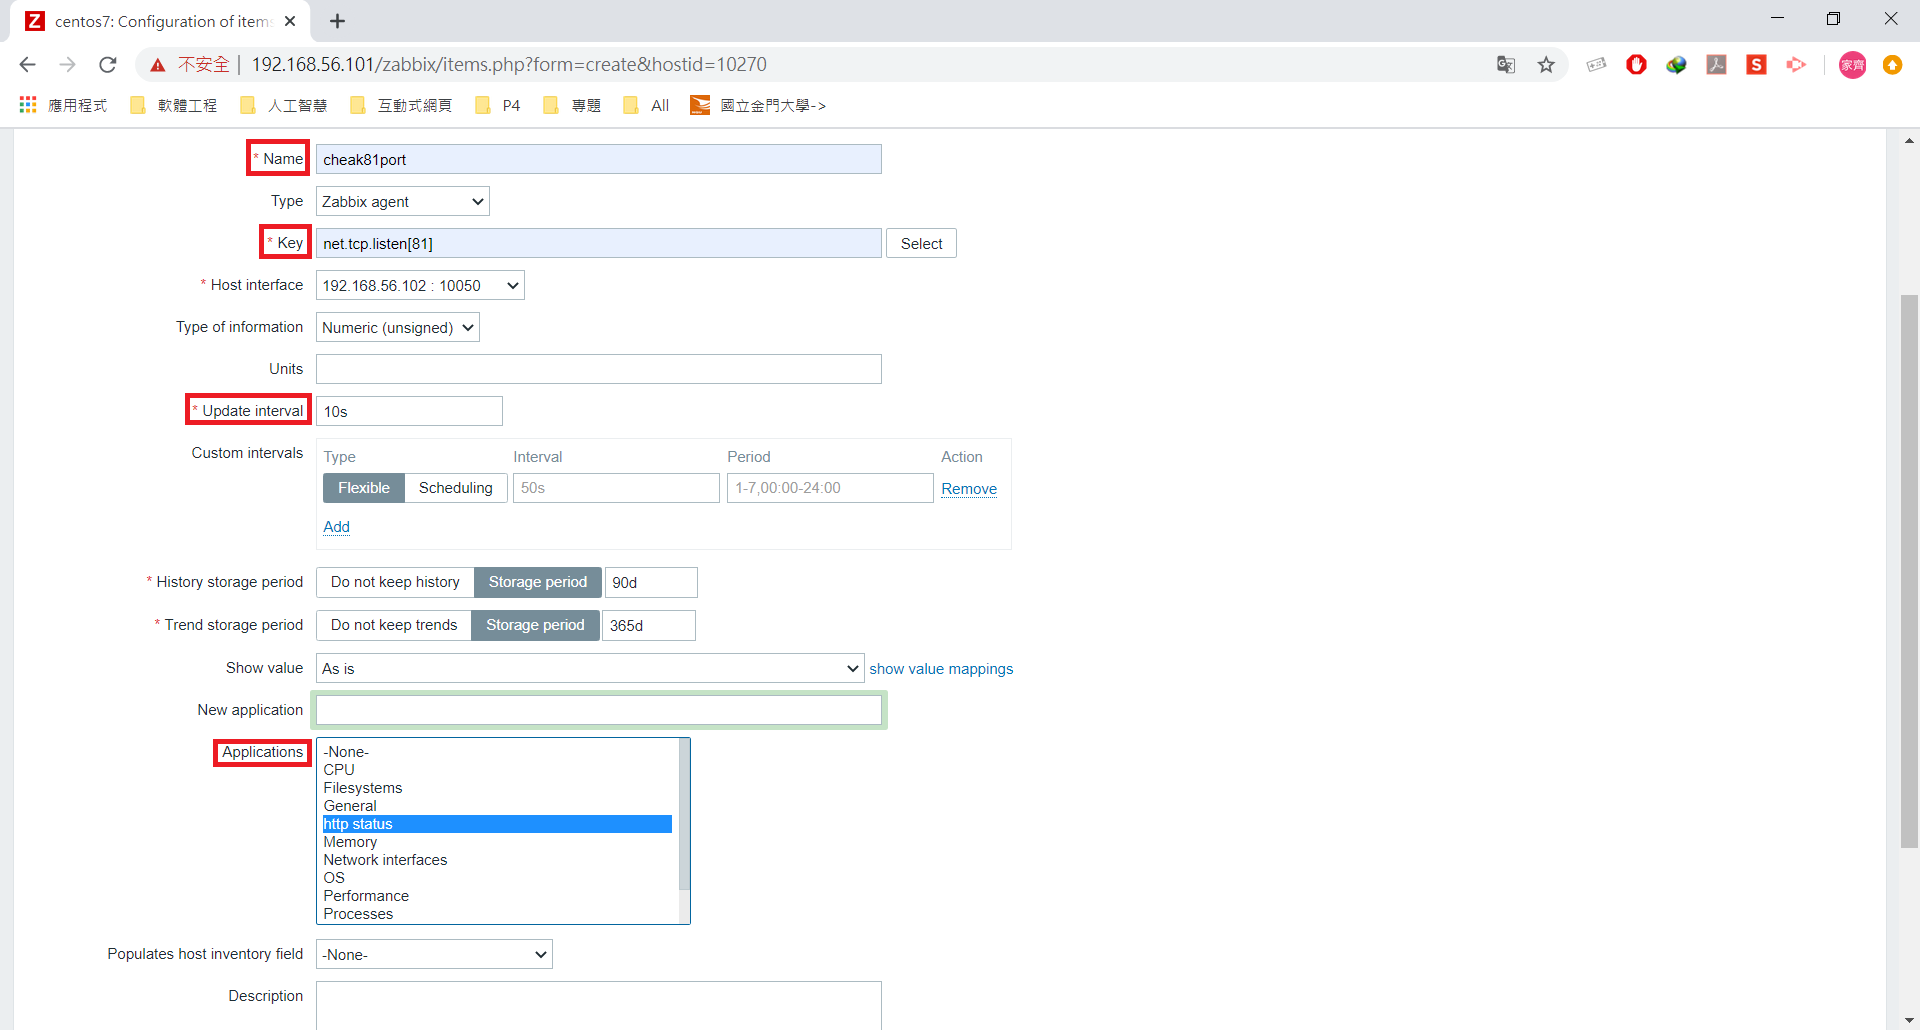 centos7: Configuration of items
不安全 | 192.168.56.101/zabbix/items.php?form=create&hostid=10270
家齊
應用程式 軟體工程 人工智慧 互動式網頁 P4 專題 All 國立金門大學->
* Name cheak81port
Type Zabbix agent
* Key net.tcp.listen[81] Select
* Host interface 192.168.56.102 : 10050
Type of information Numeric (unsigned)
Units
* Update interval 10s
Custom intervals Type Interval Period Action
Flexible Scheduling 50s 1-7,00:00-24:00 Remove
Add
* History storage period Do not keep history Storage period 90d
* Trend storage period Do not keep trends Storage period 365d
Show value As is show value mappings
New application
Applications -None-
CPU
Filesystems
General
http status
Memory
Network interfaces
OS
Performance
Processes
Populates host inventory field -None-
Description